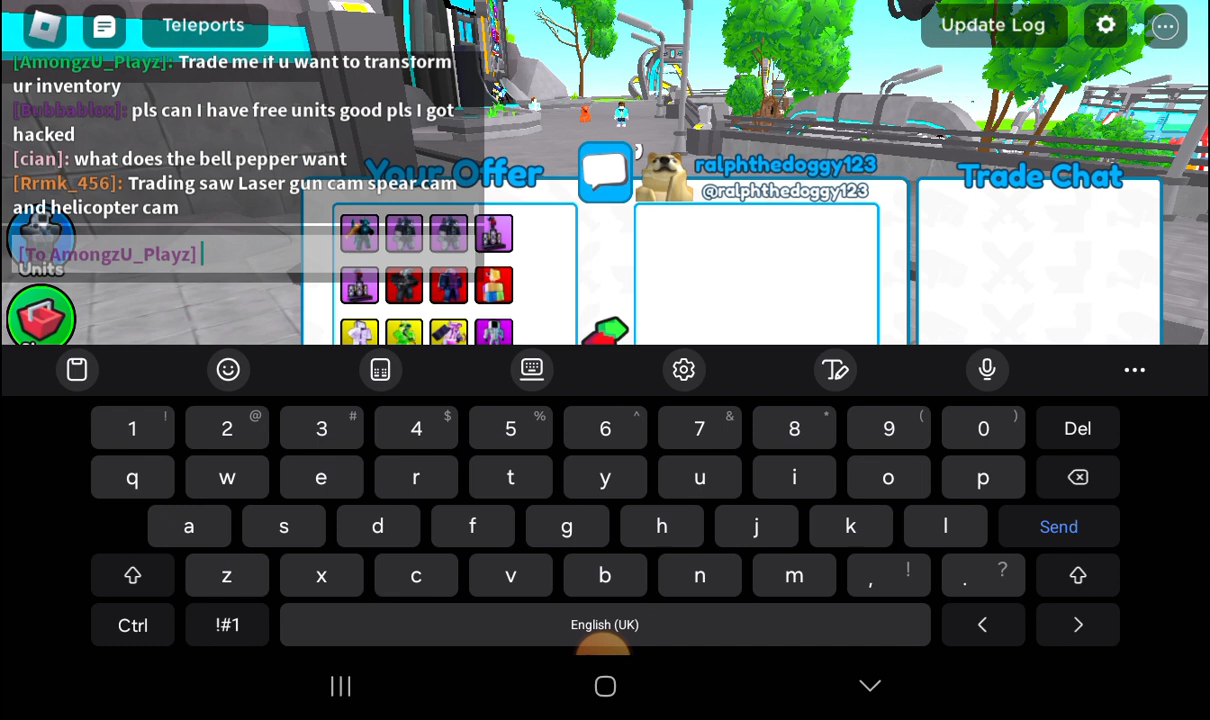 Teleports
Update Log
[AmongzU_Playz]: Trade me if u want to transform
ur inventory
[Bubbablox]: pls can I have free units good pls I got
hacked
[cian]: what does the bell pepper want
[Rrmk_456]: Trading saw Laser gun cam spear cam
and helicopter cam
[To AmongzU_Playz]
Units
Your Offer
ralphthedoggy123
@ralphthedoggy123
Trade Chat
1 ! 2 @ 3 # 4 $ 5 % 6 ^ 7 & 8 * 9 ( 0 ) Del
q w e r t y u i o p
a s d f g h j k l Send
z x c v b n m , ! . ?
Ctrl !#1 English (UK) < >